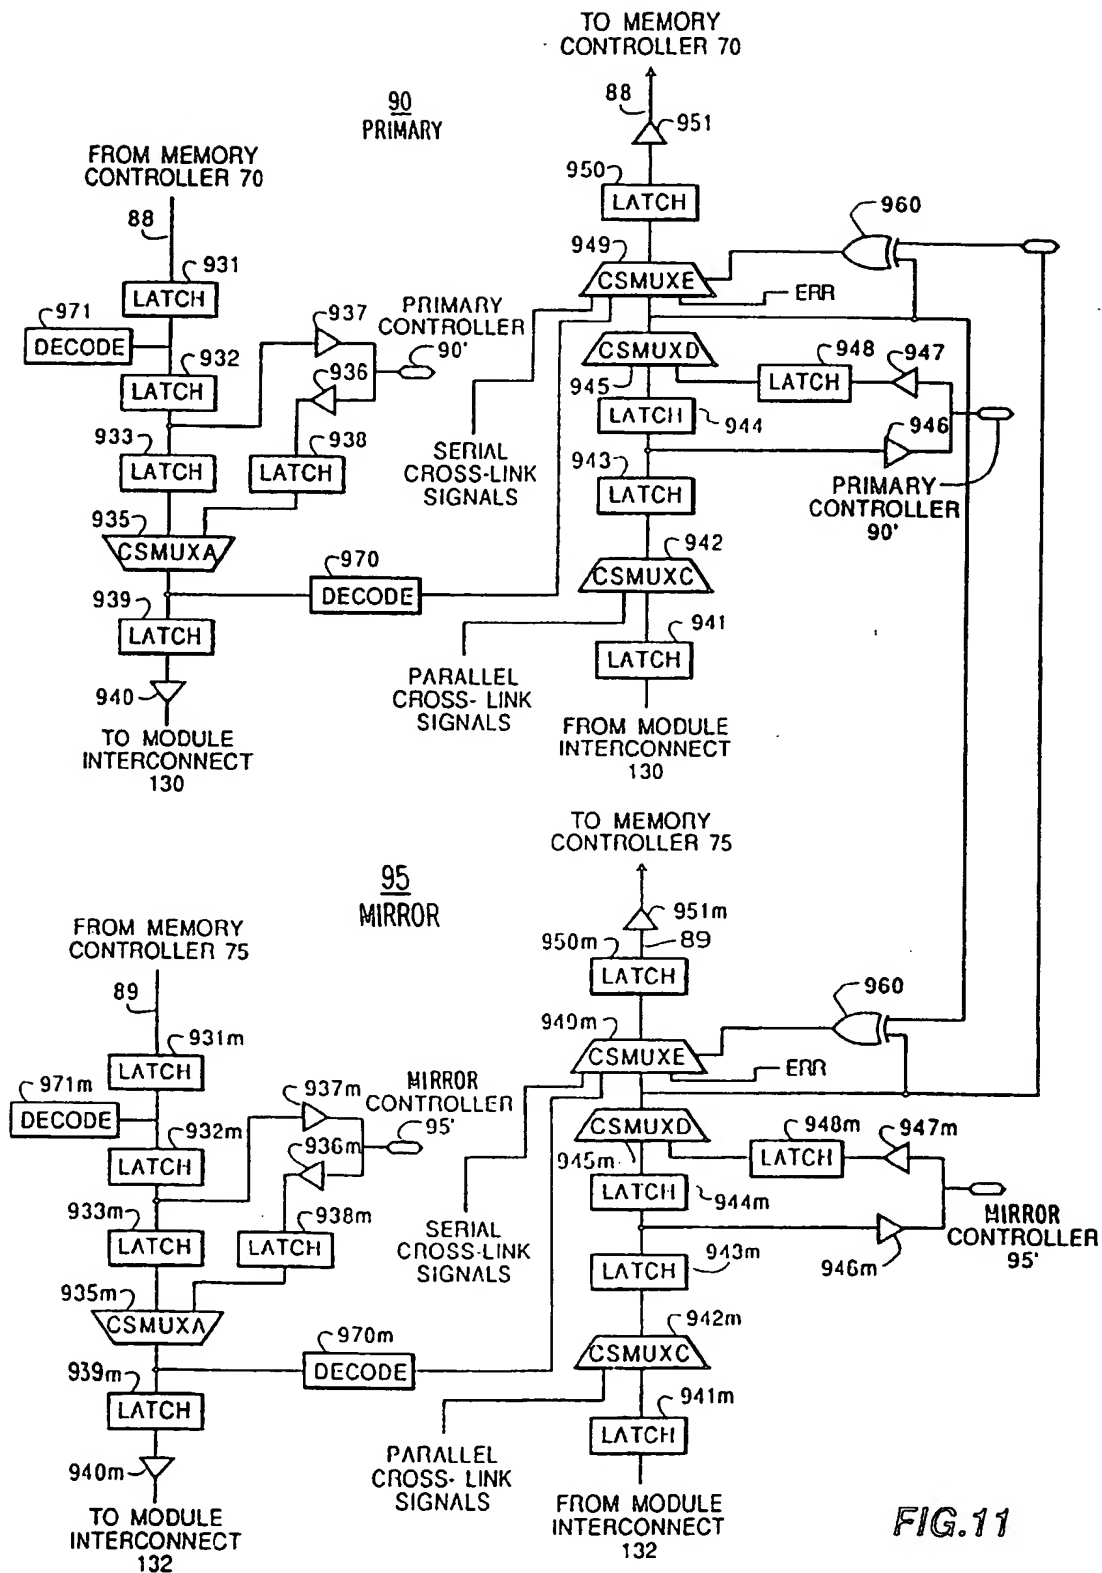 TO MEMORY
CONTROLLER 70
88
951
90
PRIMARY
FROM MEMORY
CONTROLLER 70
950
LATCH
88
960
949
931
CSMUXE
LATCH
ERR
PRIMARY
CONTROLLER
90'
971
937
DECODE
CSMUXD
948
947
932
936
945
LATCH
LATCH
LATCH
944
946
933
938
SERIAL
CROSS-LINK
SIGNALS
943
LATCH
LATCH
LATCH
PRIMARY
CONTROLLER
90'
935
CSMUXA
970
942
CSMUXC
DECODE
939
941
LATCH
LATCH
PARALLEL
CROSS- LINK
SIGNALS
940
FROM MODULE
INTERCONNECT
130
TO MODULE
INTERCONNECT
130
TO MEMORY
CONTROLLER 75
95
MIRROR
951m
FROM MEMORY
CONTROLLER 75
950m
89
LATCH
89
960
949m
931m
CSMUXE
LATCH
ERR
MIRROR
CONTROLLER
95'
971m
937m
DECODE
CSMUXD
948m
947m
932m
936m
945m
LATCH
LATCH
LATCH
944m
933m
938m
SERIAL
CROSS-LINK
SIGNALS
MIRROR
CONTROLLER
95'
LATCH
LATCH
943m
946m
LATCH
935m
CSMUXA
970m
942m
CSMUXC
DECODE
939m
941m
LATCH
LATCH
PARALLEL
CROSS- LINK
SIGNALS
940m
FROM MODULE
INTERCONNECT
132
TO MODULE
INTERCONNECT
132
FIG.11